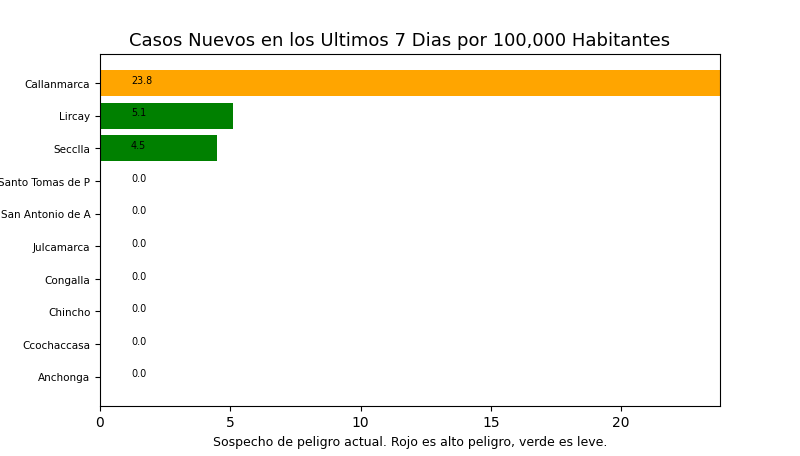 Casos Nuevos en los Ultimos 7 Dias por 100,000 Habitantes
Callanmarca 23.8
Lircay 5.1
Secclla 4.5
Santo Tomas de P 0.0
San Antonio de A 0.0
Julcamarca 0.0
Congalla 0.0
Chincho 0.0
Ccochaccasa 0.0
Anchonga 0.0
0 5 10 15 20
Sospecho de peligro actual. Rojo es alto peligro, verde es leve.